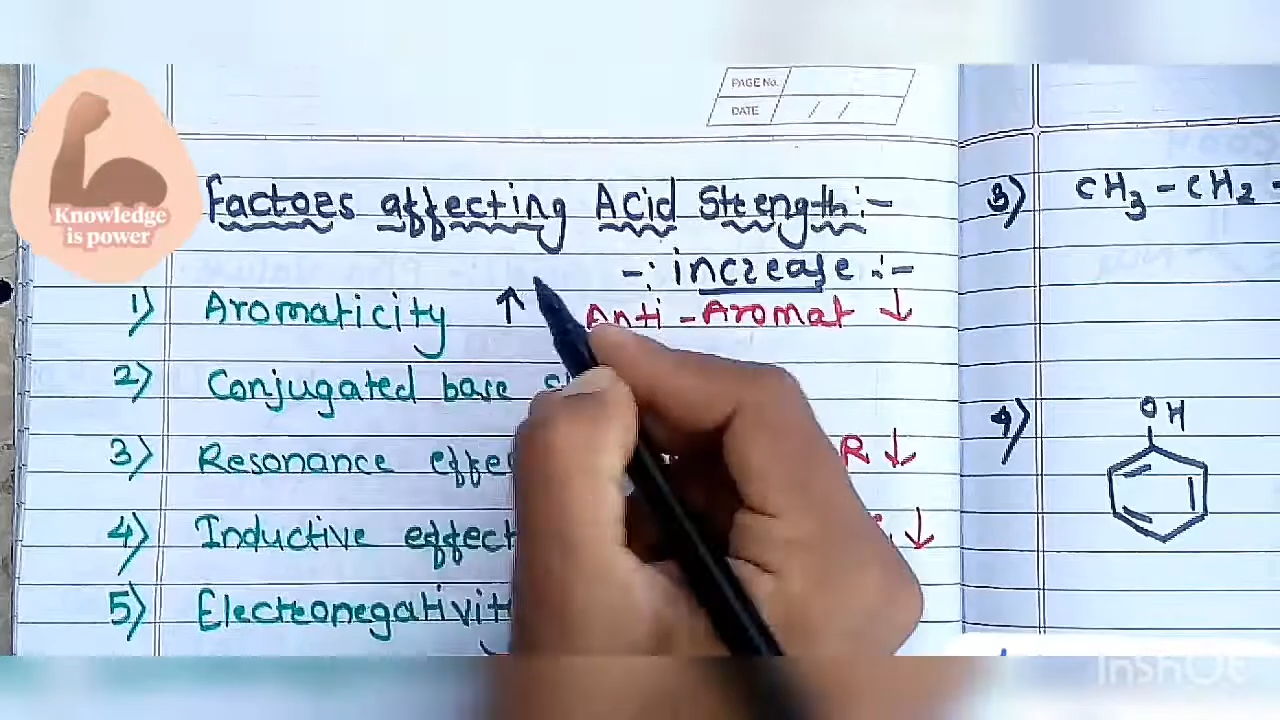 PAGE No.
DATE / /
Knowledge
is power
Factors affecting Acid Strength :-
-: increase :-
1) Aromaticity ↑ Anti - Aromat ↓
2) Conjugated base
3) Resonance effe R ↓
4) Inductive effect ↓
5) Electronegativit
3) CH3 - CH2 -
4) OH
InShOt